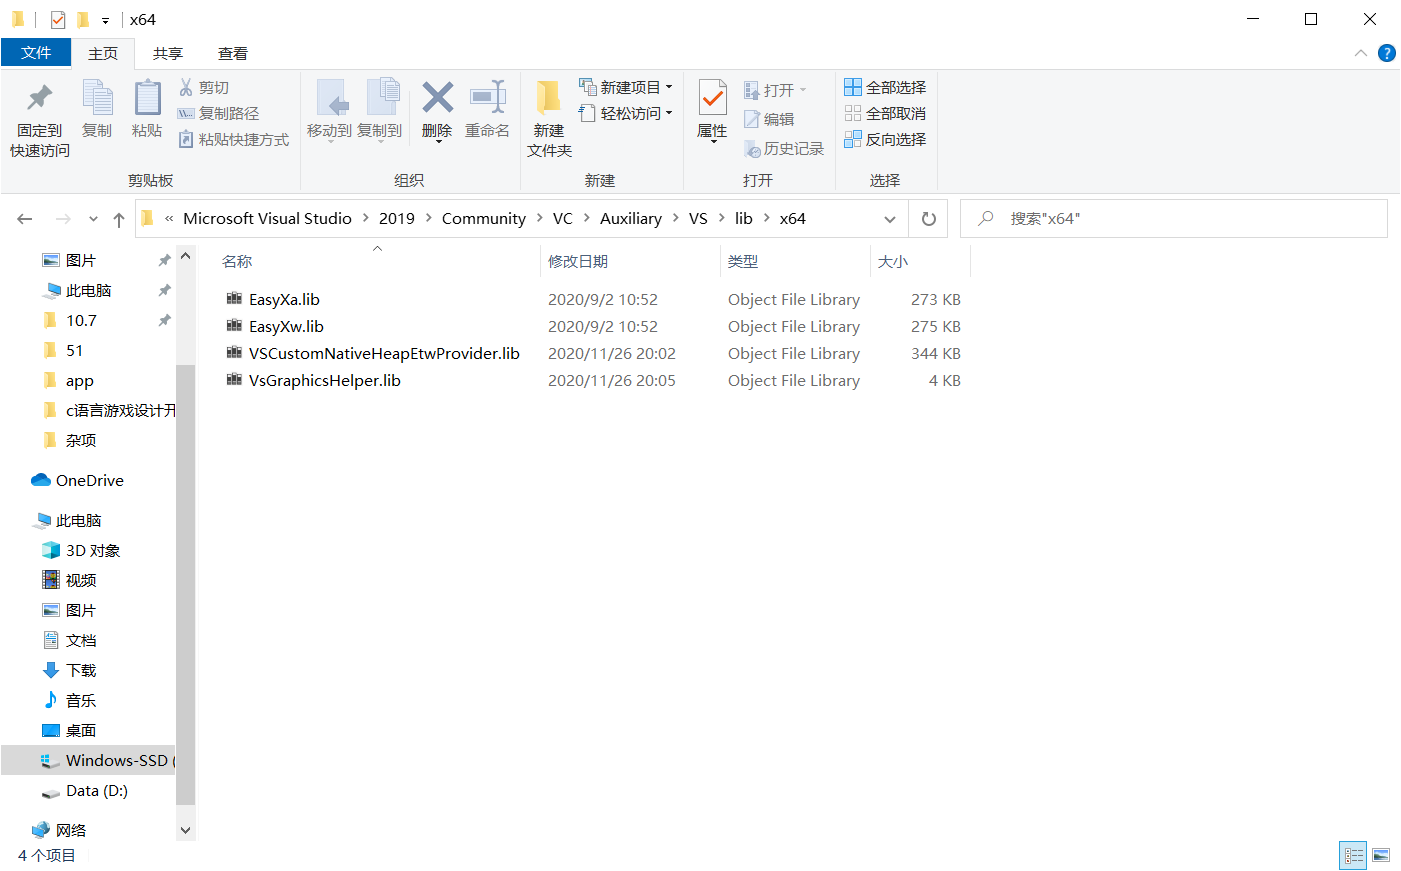 x64
文件 主页 共享 查看
固定到
快速访问
复制
粘贴
剪切
复制路径
粘贴快捷方式
剪贴板
移动到
复制到
删除
重命名
组织
新建
文件夹
新建项目
轻松访问
新建
属性
打开
编辑
历史记录
打开
全部选择
全部取消
反向选择
选择
« Microsoft Visual Studio > 2019 > Community > VC > Auxiliary > VS > lib > x64
搜索"x64"
图片
此电脑
10.7
51
app
c语言游戏设计开
杂项
OneDrive
此电脑
3D 对象
视频
图片
文档
下载
音乐
桌面
Windows-SSD (
Data (D:)
网络
名称 修改日期 类型 大小
EasyXa.lib 2020/9/2 10:52 Object File Library 273 KB
EasyXw.lib 2020/9/2 10:52 Object File Library 275 KB
VSCustomNativeHeapEtwProvider.lib 2020/11/26 20:02 Object File Library 344 KB
VsGraphicsHelper.lib 2020/11/26 20:05 Object File Library 4 KB
4 个项目